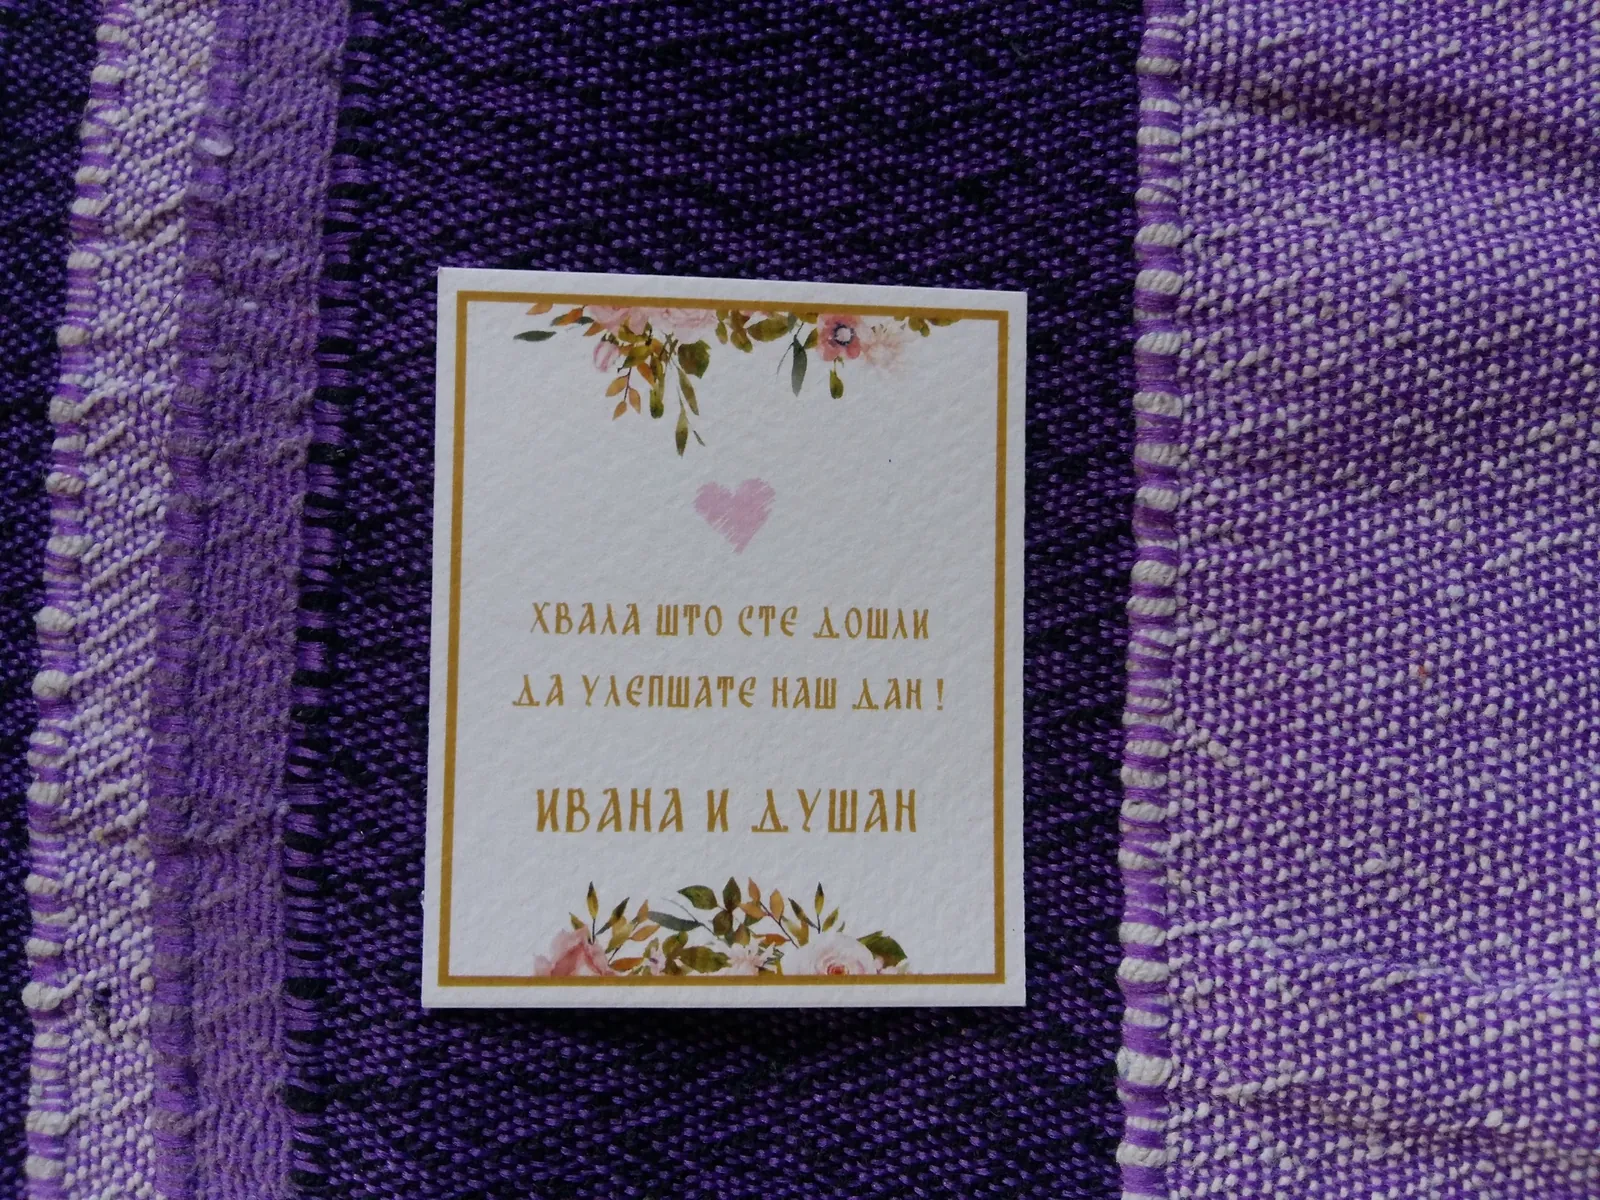 ХВАЛА ШТО СТЕ ДОШЛИ
ДА УЛЕПШАТЕ НАШ ДАН !
ИВАНА И ДУШАН